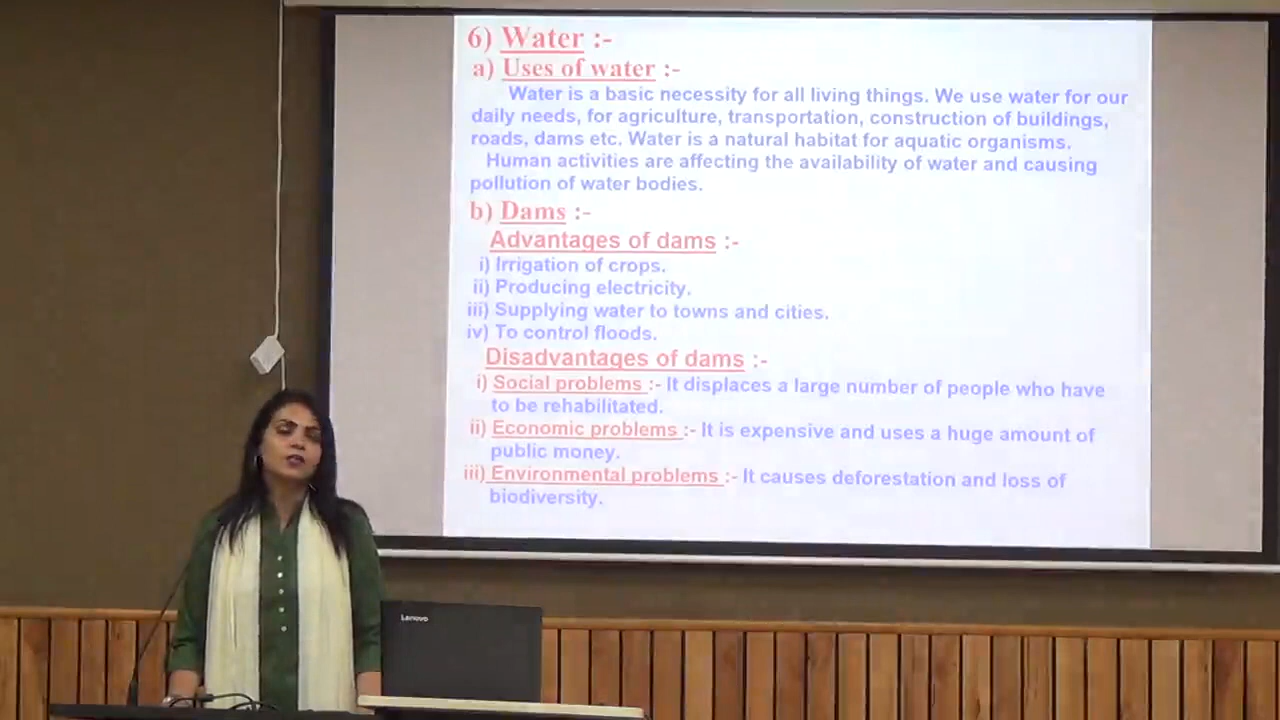 6) Water :-
a) Uses of water :-
Water is a basic necessity for all living things. We use water for our
daily needs, for agriculture, transportation, construction of buildings,
roads, dams etc. Water is a natural habitat for aquatic organisms.
Human activities are affecting the availability of water and causing
pollution of water bodies.
b) Dams :-
Advantages of dams :-
i) Irrigation of crops.
ii) Producing electricity.
iii) Supplying water to towns and cities.
iv) To control floods.
Disadvantages of dams :-
i) Social problems :- It displaces a large number of people who have
to be rehabilitated.
ii) Economic problems :- It is expensive and uses a huge amount of
public money.
iii) Environmental problems :- It causes deforestation and loss of
biodiversity.
Lenovo